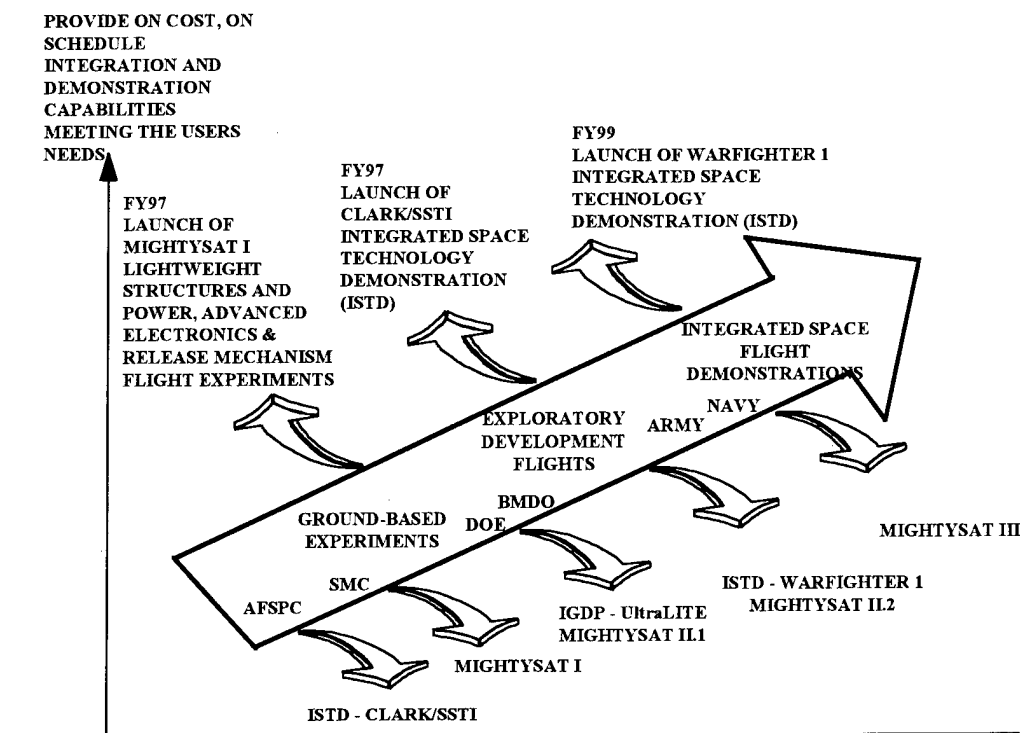 PROVIDE ON COST, ON
SCHEDULE
INTEGRATION AND
DEMONSTRATION
CAPABILITIES
MEETING THE USERS
NEEDS
FY97
LAUNCH OF
MIGHTYSAT I
LIGHTWEIGHT
STRUCTURES AND
POWER, ADVANCED
ELECTRONICS &
RELEASE MECHANISM
FLIGHT EXPERIMENTS
FY97
LAUNCH OF
CLARK/SSTI
INTEGRATED SPACE
TECHNOLOGY
DEMONSTRATION
(ISTD)
FY99
LAUNCH OF WARFIGHTER 1
INTEGRATED SPACE
TECHNOLOGY
DEMONSTRATION (ISTD)
INTEGRATED SPACE
FLIGHT
DEMONSTRATIONS
EXPLORATORY
DEVELOPMENT
FLIGHTS
GROUND-BASED
EXPERIMENTS
NAVY
ARMY
BMDO
DOE
SMC
AFSPC
MIGHTYSAT III
ISTD - WARFIGHTER 1
MIGHTYSAT II.2
IGDP - UltraLITE
MIGHTYSAT II.1
MIGHTYSAT I
ISTD - CLARK/SSTI